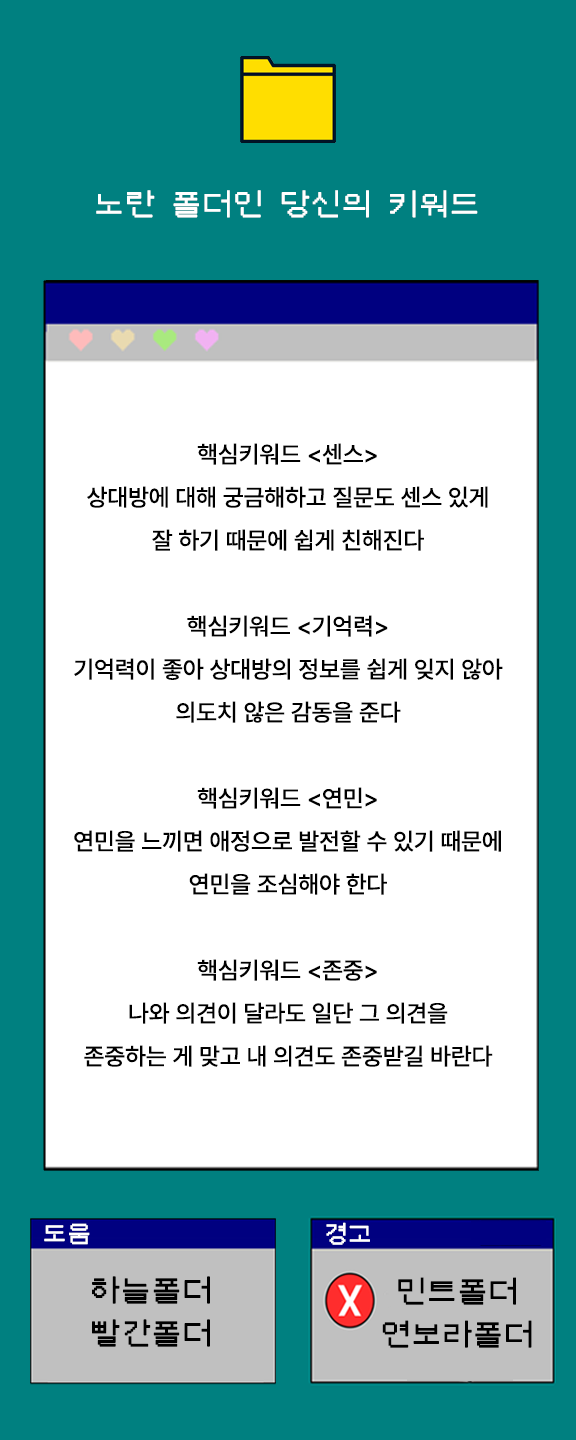 노란 폴더인 당신의 키워드
핵심키워드 <센스>
상대방에 대해 궁금해하고 질문도 센스 있게
잘 하기 때문에 쉽게 친해진다
핵심키워드 <기억력>
기억력이 좋아 상대방의 정보를 쉽게 잊지 않아
의도치 않은 감동을 준다
핵심키워드 <연민>
연민을 느끼면 애정으로 발전할 수 있기 때문에
연민을 조심해야 한다
핵심키워드 <존중>
나와 의견이 달라도 일단 그 의견을
존중하는 게 맞고 내 의견도 존중받길 바란다
도움
하늘폴더
빨간폴더
경고
X
민트폴더
연보라폴더